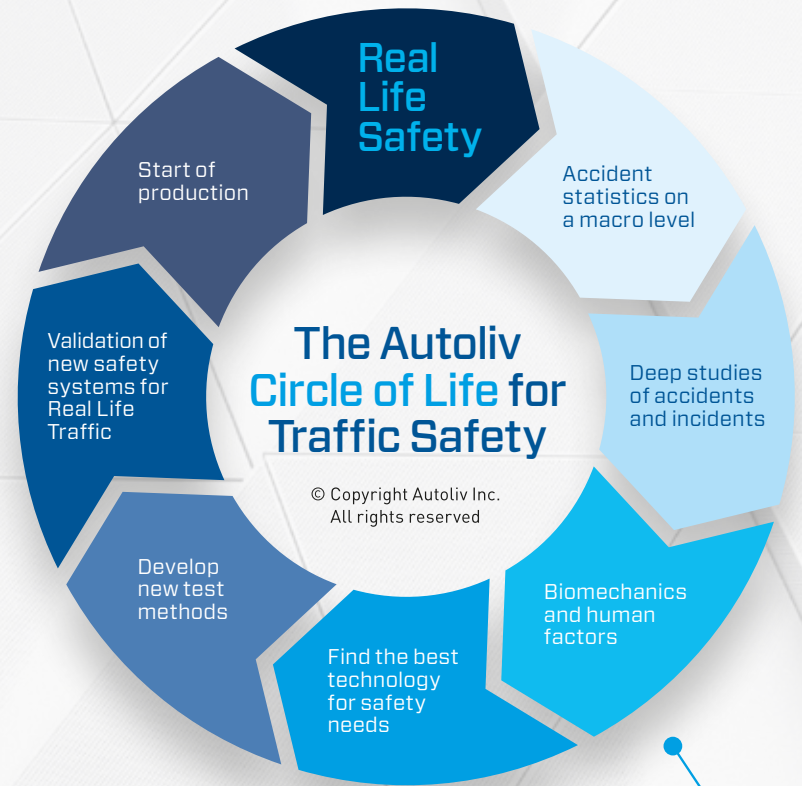 Real
Life
Safety
Accident
statistics on
a macro level
Deep studies
of accidents
and incidents
Biomechanics
and human
factors
Find the best
technology
for safety
needs
Develop
new test
methods
Validation of
new safety
systems for
Real Life
Traffic
Start of
production
The Autoliv
Circle of Life for
Traffic Safety
© Copyright Autoliv Inc.
All rights reserved